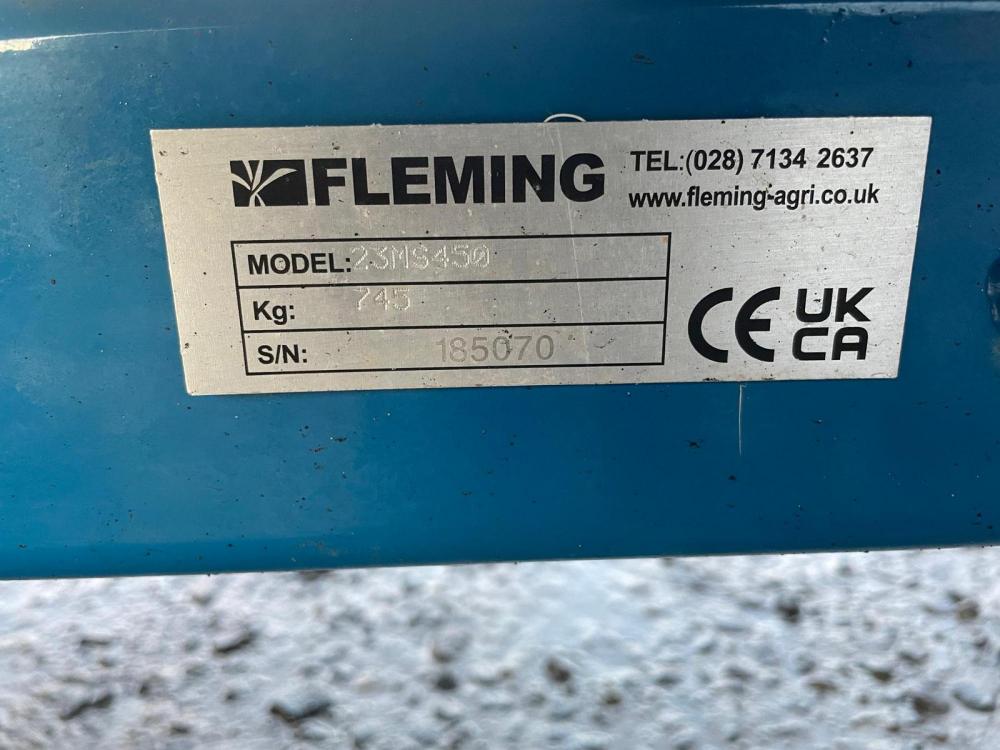 FLEMING
TEL:(028) 7134 2637
www.fleming-agri.co.uk
MODEL: 23MS450
Kg: 745
S/N: 185070
CE UK
CA